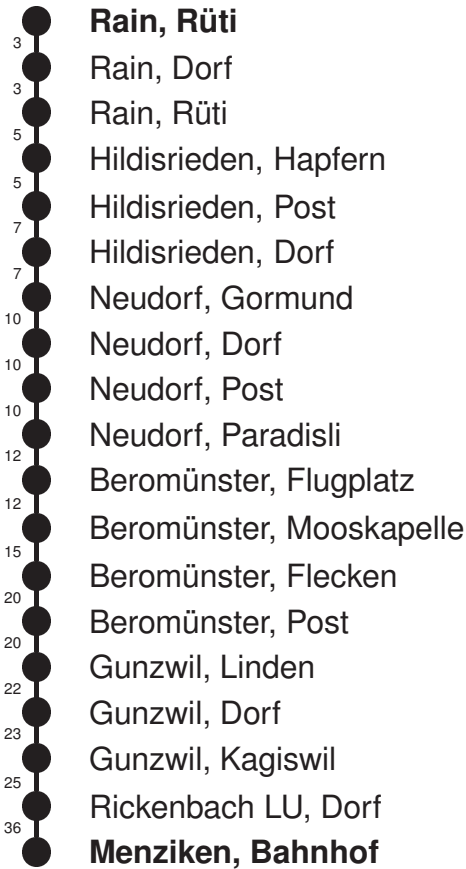 Rain, Rüti
3
Rain, Dorf
3
Rain, Rüti
5
Hildisrieden, Hapfern
5
Hildisrieden, Post
7
Hildisrieden, Dorf
7
Neudorf, Gormund
10
Neudorf, Dorf
10
Neudorf, Post
10
Neudorf, Paradisli
12
Beromünster, Flugplatz
12
Beromünster, Mooskapelle
15
Beromünster, Flecken
20
Beromünster, Post
20
Gunzwil, Linden
22
Gunzwil, Dorf
23
Gunzwil, Kagiswil
25
Rickenbach LU, Dorf
36
Menziken, Bahnhof